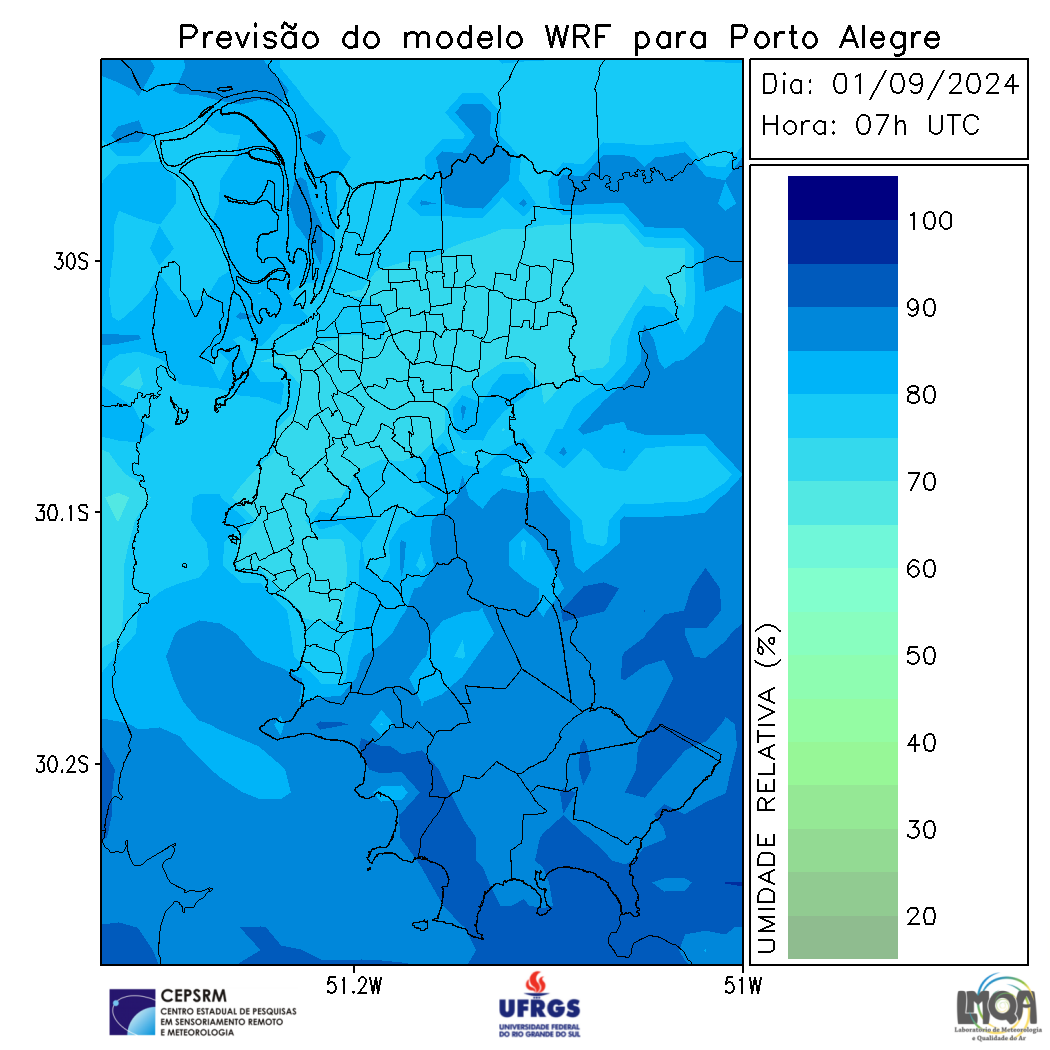 Previsão do modelo WRF para Porto Alegre
Dia: 01/09/2024
Hora: 07h UTC
30S
30.1S
30.2S
51.2W
51W
UMIDADE RELATIVA (%)
100
90
80
70
60
50
40
30
20
CEPSRM
CENTRO ESTADUAL DE PESQUISAS
EM SENSORIAMENTO REMOTO
E METEOROLOGIA
UFRGS
UNIVERSIDADE FEDERAL
DO RIO GRANDE DO SUL
LMQA
Laboratório de Meteorologia
e Qualidade do Ar